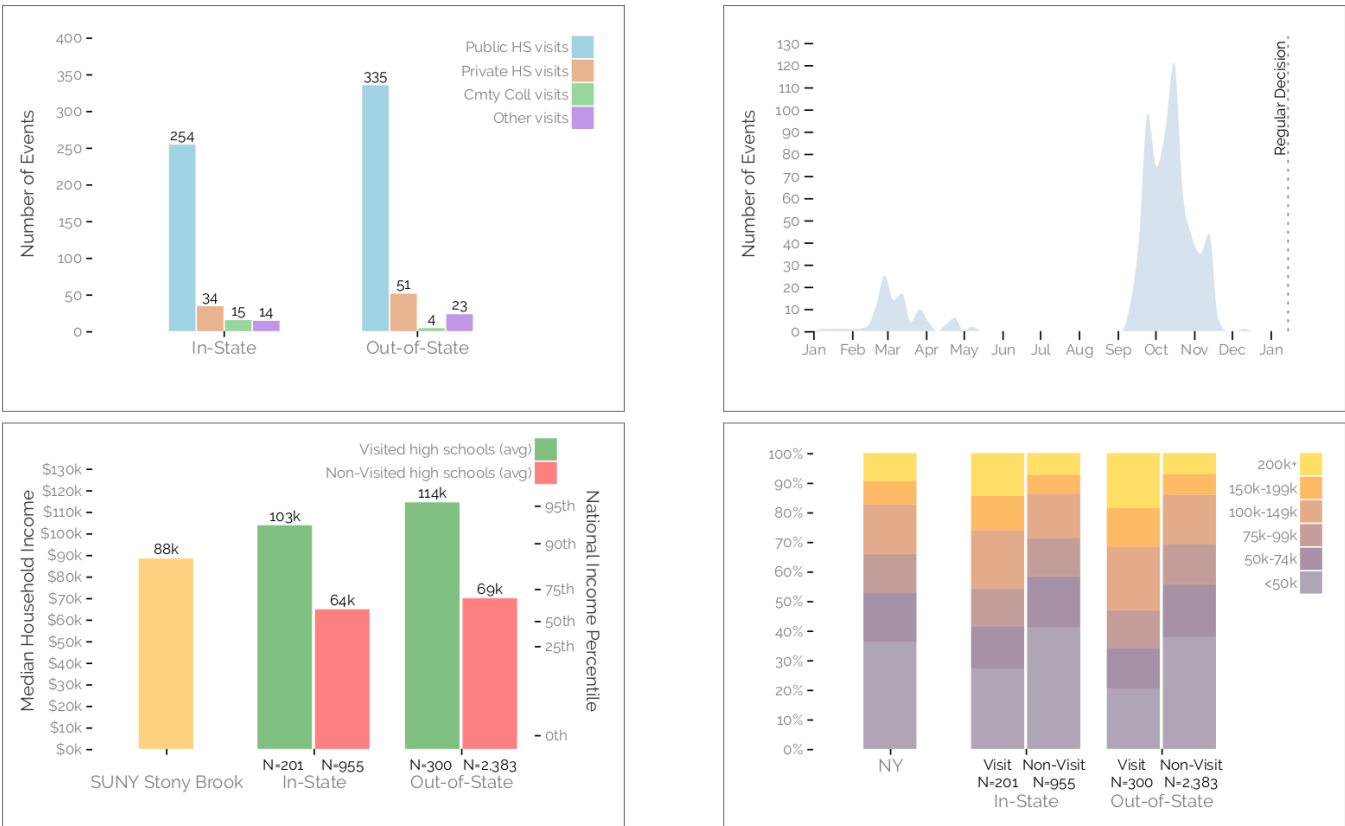 400
350
300
250
200
150
100
50
0
Number of Events
Public HS visits
Private HS visits
Cmty Coll visits
Other visits
254
34
15
14
335
51
4
23
In-State
Out-of-State
130
120
110
100
90
80
70
60
50
40
30
20
10
0
Number of Events
Regular Decision
Jan Feb Mar Apr May Jun Jul Aug Sep Oct Nov Dec Jan
Visited high schools (avg)
Non-Visited high schools (avg)
$130k
$120k
$110k
$100k
$90k
$80k
$70k
$60k
$50k
$40k
$30k
$20k
$10k
$0k
Median Household Income
88k
103k
64k
114k
69k
95th
90th
75th
50th
25th
0th
National Income Percentile
N=201 N=955 N=300 N=2,383
SUNY Stony Brook In-State Out-of-State
100%
90%
80%
70%
60%
50%
40%
30%
20%
10%
0%
200k+
150k-199k
100k-149k
75k-99k
50k-74k
<50k
NY
Visit Non-Visit Visit Non-Visit
N=201 N=955 N=300 N=2,383
In-State Out-of-State